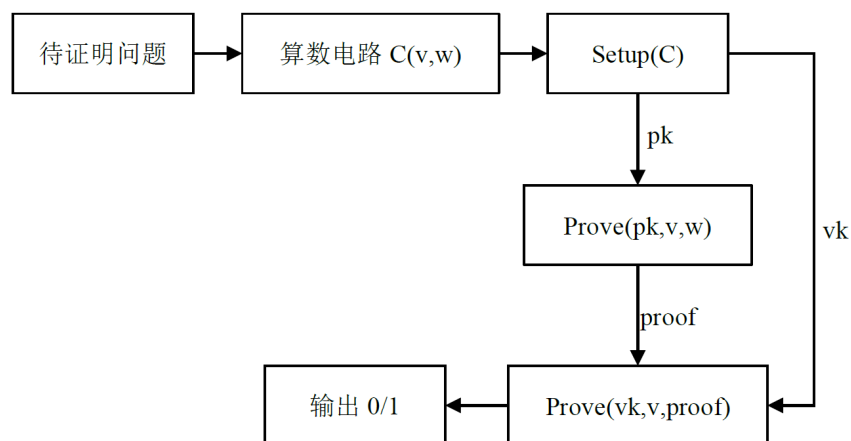 待证明问题
算数电路 C(v,w)
Setup(C)
pk
Prove(pk,v,w)
vk
proof
输出 0/1
Prove(vk,v,proof)